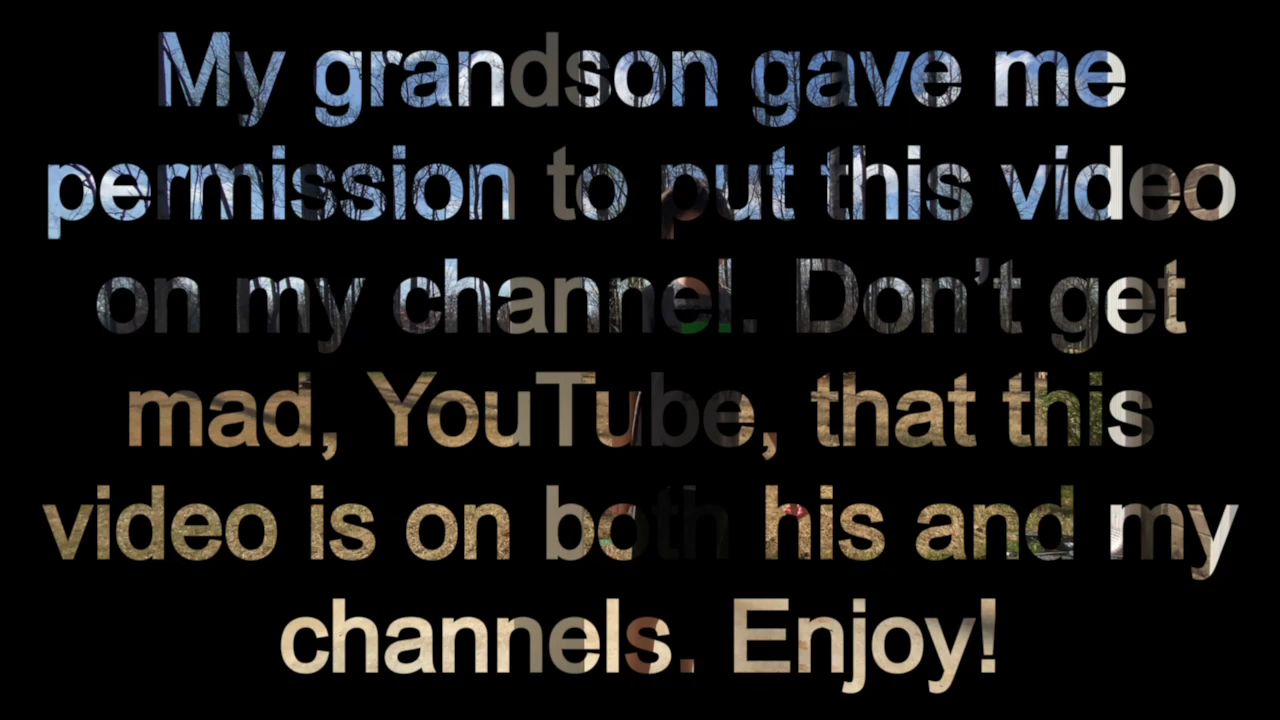 My grandson gave me
permission to put this video
on my channel. Don’t get
mad, YouTube, that this
video is on both his and my
channels. Enjoy!